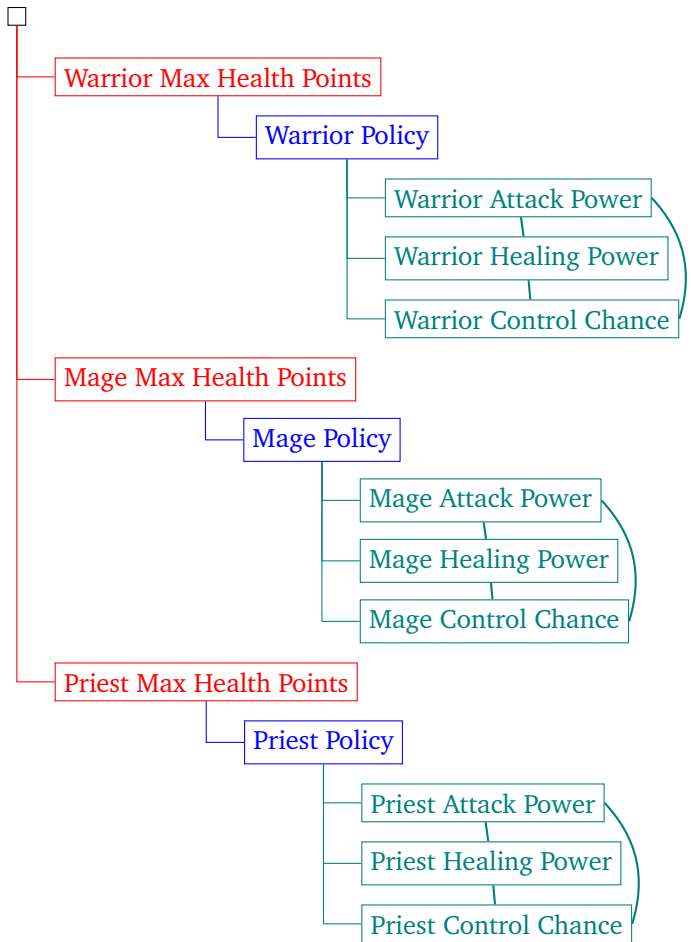 Warrior Max Health Points
Warrior Policy
Warrior Attack Power
Warrior Healing Power
Warrior Control Chance
Mage Max Health Points
Mage Policy
Mage Attack Power
Mage Healing Power
Mage Control Chance
Priest Max Health Points
Priest Policy
Priest Attack Power
Priest Healing Power
Priest Control Chance